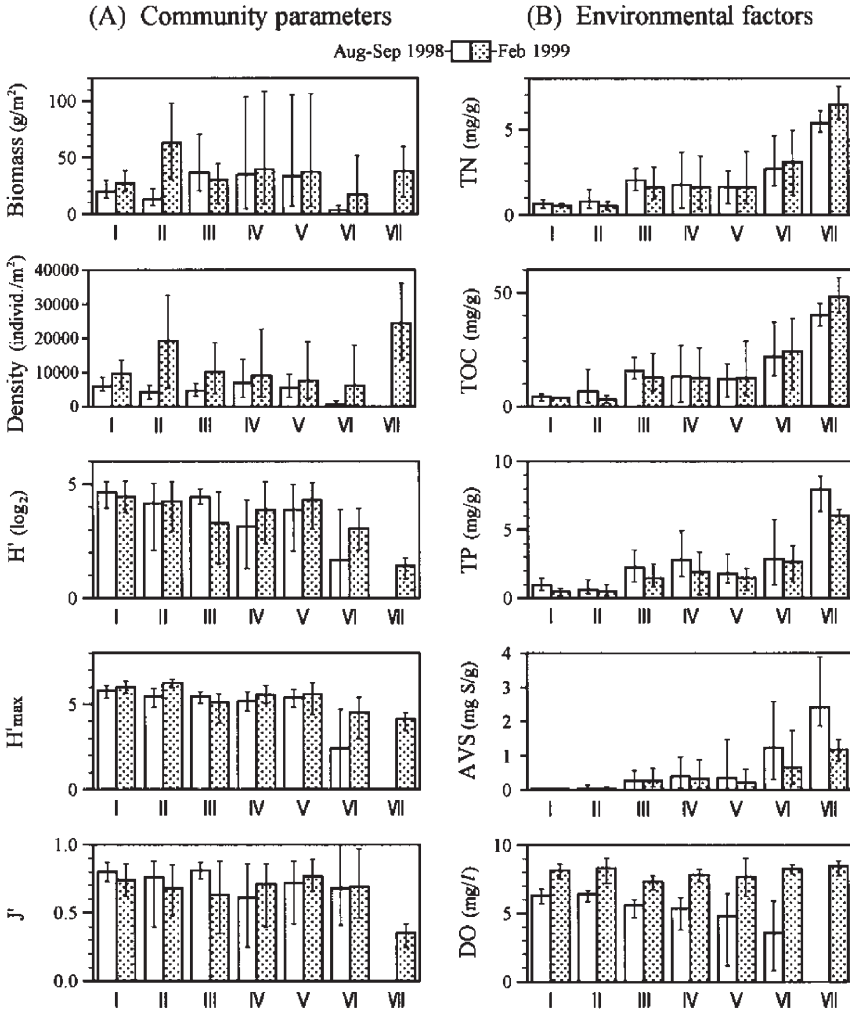 (A) Community parameters
(B) Environmental factors
Aug-Sep 1998 Feb 1999
Biomass (g/m²)
100
50
0
I II III IV V VI VII
Density (individ./m²)
40000
30000
20000
10000
0
I II III IV V VI VII
H' (log₂)
5
0
I II III IV V VI VII
H'max
5
0
I II III IV V VI VII
J'
1.0
0.5
0.0
I II III IV V VI VII
TN (mg/g)
5
0
I II III IV V VI VII
TOC (mg/g)
50
0
I II III IV V VI VII
TP (mg/g)
10
5
0
I II III IV V VI VII
AVS (mg S/g)
4
3
2
1
0
I II III IV V VI VII
DO (mg/l)
10
5
0
I II III IV V VI VII